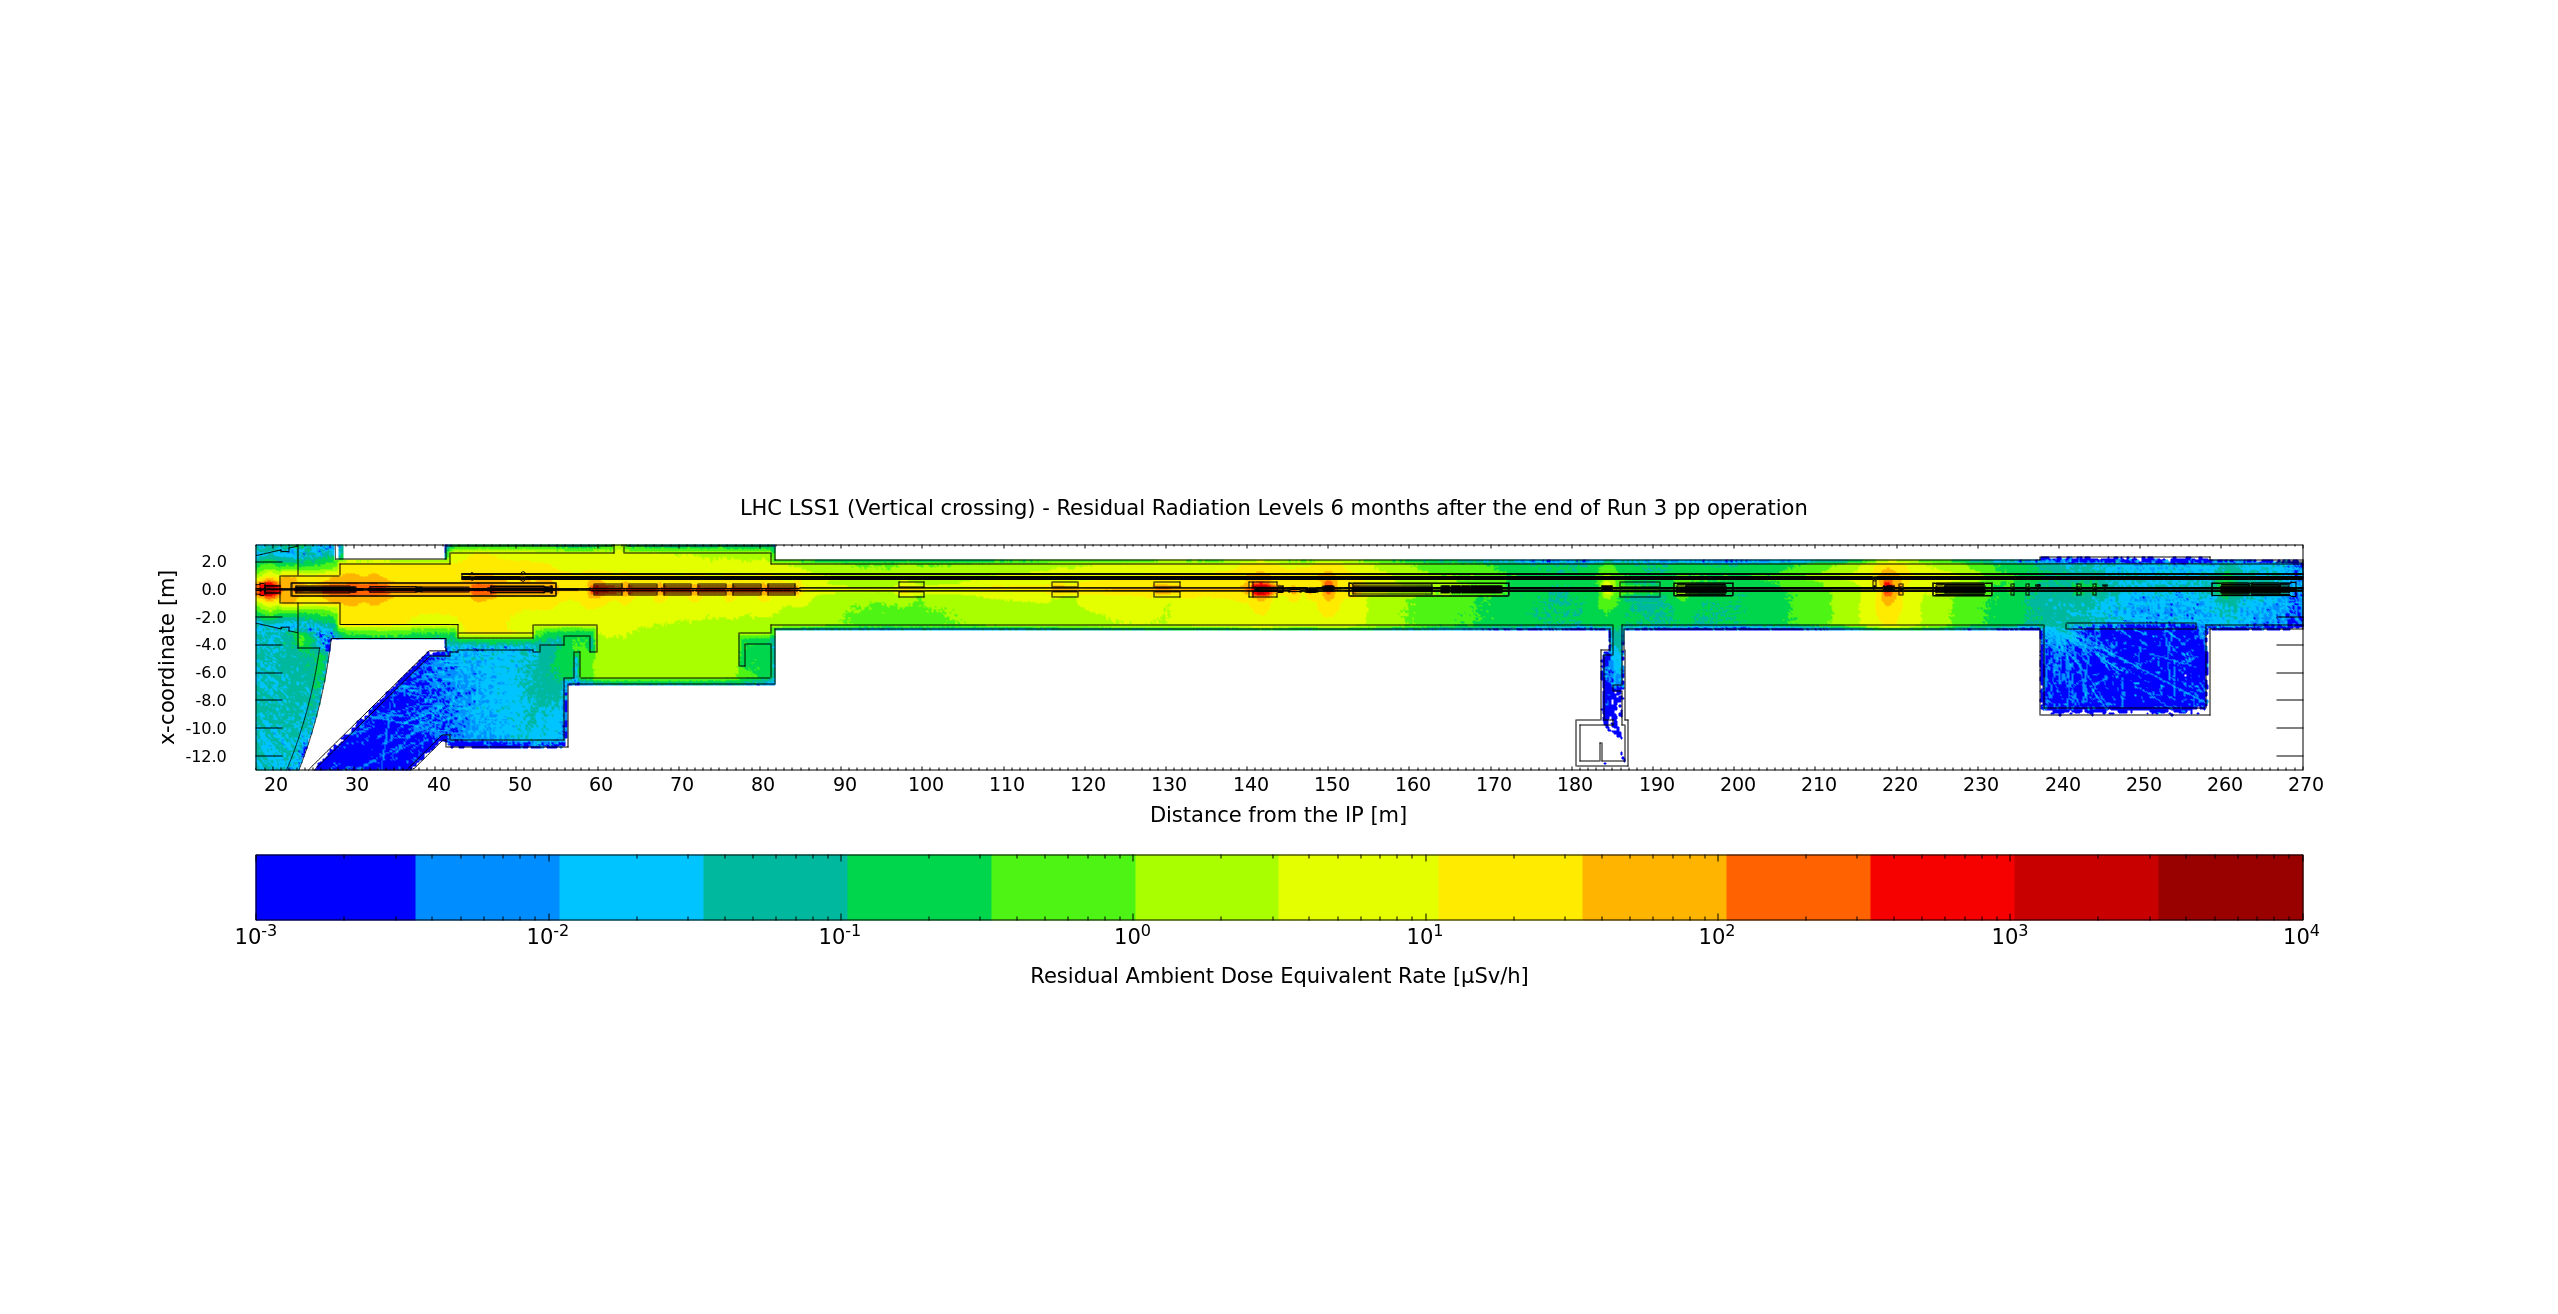 LHC LSS1 (Vertical crossing) - Residual Radiation Levels 6 months after the end of Run 3 pp operation
x-coordinate [m]
2.0
0.0
-2.0
-4.0
-6.0
-8.0
-10.0
-12.0
20 30 40 50 60 70 80 90 100 110 120 130 140 150 160 170 180 190 200 210 220 230 240 250 260 270
Distance from the IP [m]
10-3 10-2 10-1 100 101 102 103 104
Residual Ambient Dose Equivalent Rate [µSv/h]